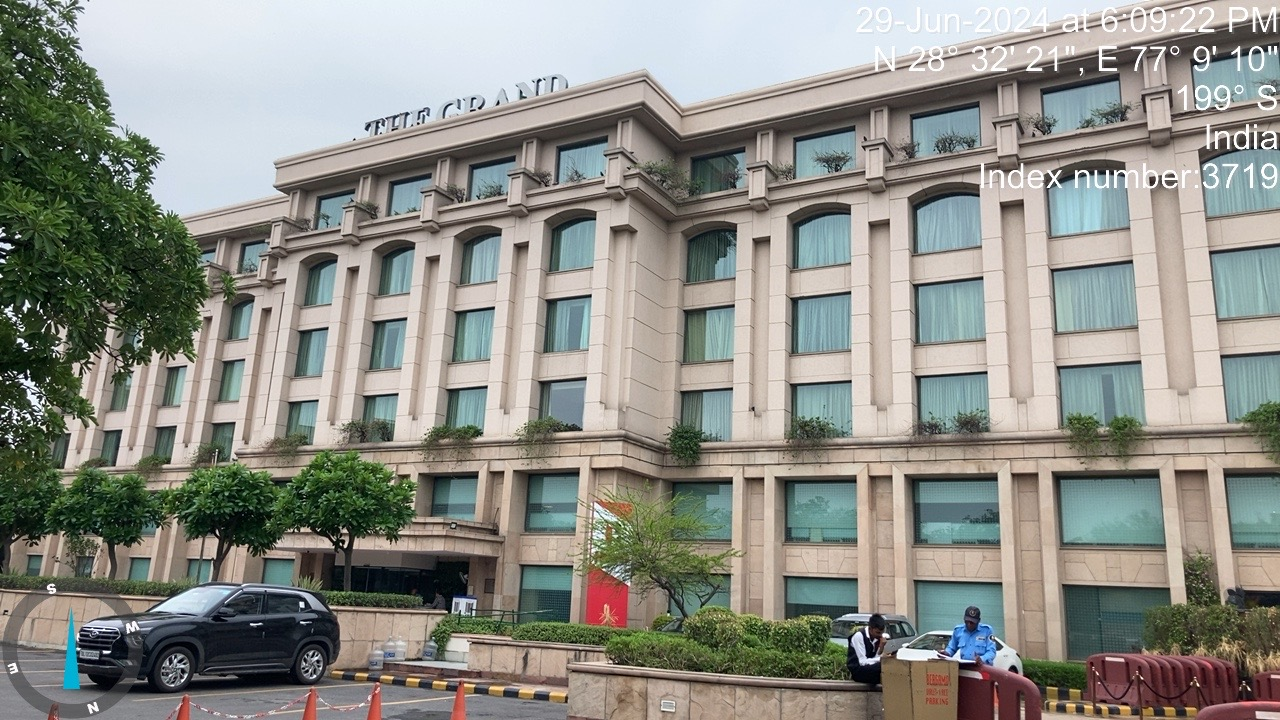 29-Jun-2024 at 6:09:22 PM
N 28° 32' 21", E 77° 9' 10"
199° S
India
Index number:3719
THE GRAND
S
W
E
N
PARKING